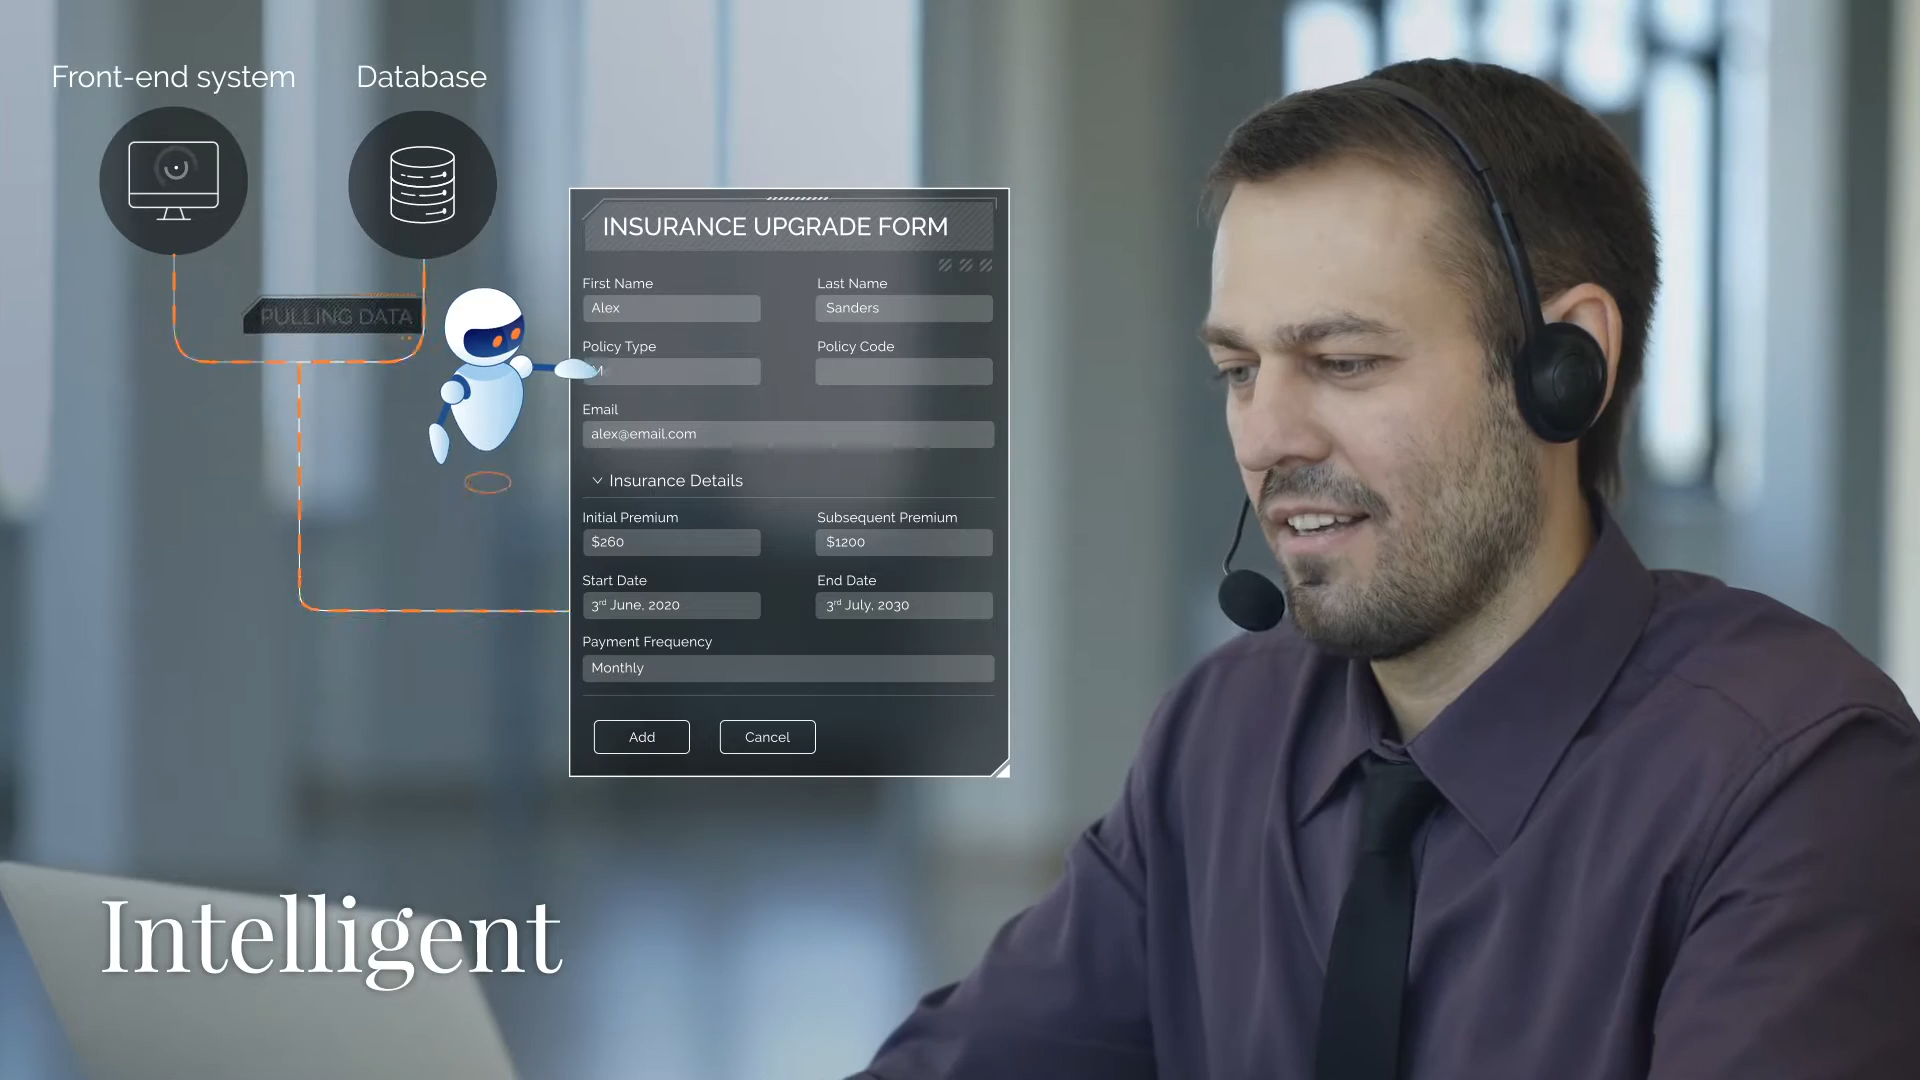 Front-end system
Database
PULLING DATA
INSURANCE UPGRADE FORM
First Name
Last Name
Alex
Sanders
Policy Type
Policy Code
M
Email
alex@email.com
Insurance Details
Initial Premium
Subsequent Premium
$260
$1200
Start Date
End Date
3rd June, 2020
3rd July, 2030
Payment Frequency
Monthly
Add
Cancel
Intelligent